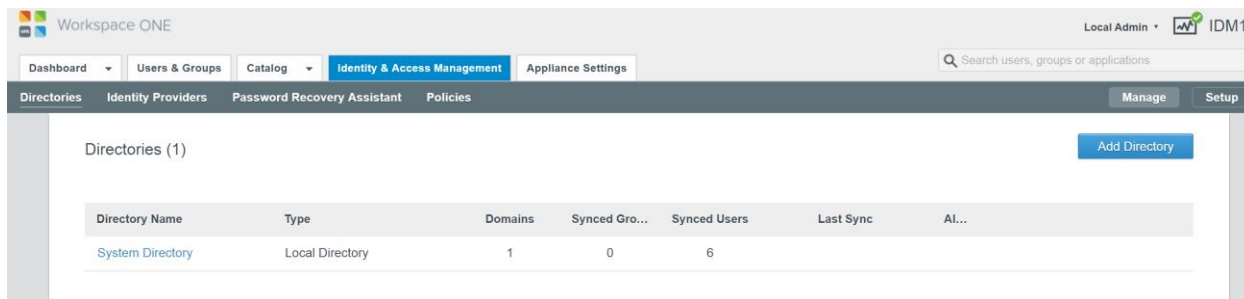 Workspace ONE
Local Admin
IDM1
Dashboard Users & Groups Catalog Identity & Access Management Appliance Settings
Search users, groups or applications
Directories Identity Providers Password Recovery Assistant Policies Manage Setup
Directories (1)
Add Directory
Directory Name Type Domains Synced Gro... Synced Users Last Sync Al...
System Directory Local Directory 1 0 6